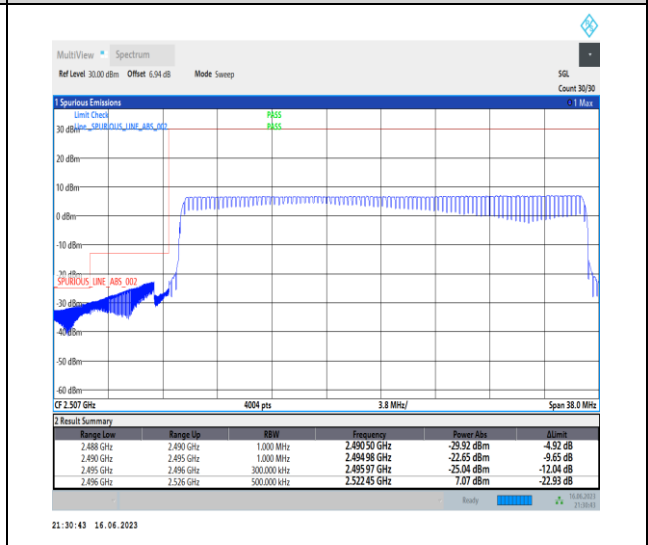 MultiView Spectrum
Ref Level 30.00 dBm Offset 6.94 dB Mode Sweep SGL
Count 30/30
1 Spurious Emissions 1 Max
Limit Check PASS
30 dBm Line _SPURIOUS_LINE_ABS_002 PASS
20 dBm
10 dBm
0 dBm
-10 dBm
-20 dBm
_SPURIOUS_LINE_ABS_002
-30 dBm
-40 dBm
-50 dBm
-60 dBm
CF 2.507 GHz 4004 pts 3.8 MHz/ Span 38.0 MHz
2 Result Summary
Range Low Range Up RBW Frequency Power Abs ΔLimit
2.488 GHz 2.490 GHz 1.000 MHz 2.490 50 GHz -29.92 dBm -4.92 dB
2.490 GHz 2.495 GHz 1.000 MHz 2.494 98 GHz -22.65 dBm -9.65 dB
2.495 GHz 2.496 GHz 300.000 kHz 2.495 97 GHz -25.04 dBm -12.04 dB
2.496 GHz 2.526 GHz 500.000 kHz 2.522 45 GHz 7.07 dBm -22.93 dB
Ready 16.06.2023
21:30:43
21:30:43 16.06.2023